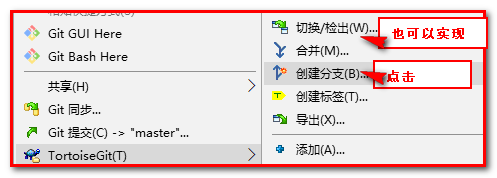 Git GUI Here
Git Bash Here
共享(H)
Git 同步...
Git 提交(C) -> "master"...
TortoiseGit(T)
切换/检出(W)...
合并(M)...
创建分支(B)...
创建标签(T)...
导出(X)...
添加(A)...
也可以实现
点击